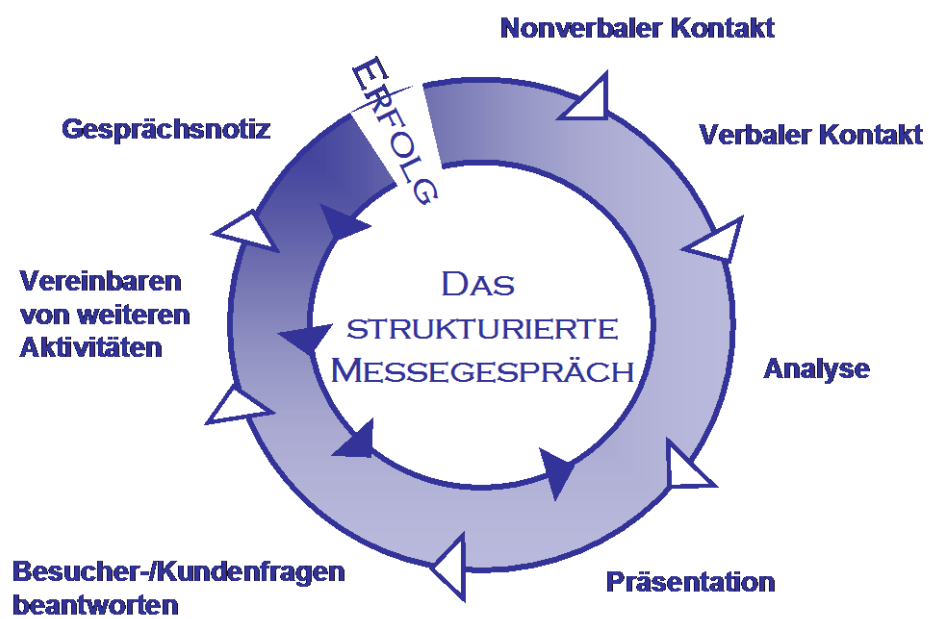 Nonverbaler Kontakt
Verbaler Kontakt
Analyse
Präsentation
Besucher-/Kundenfragen
beantworten
Vereinbaren
von weiteren
Aktivitäten
Gesprächsnotiz
ERFOLG
DAS
STRUKTURIERTE
MESSEGESPRÄCH